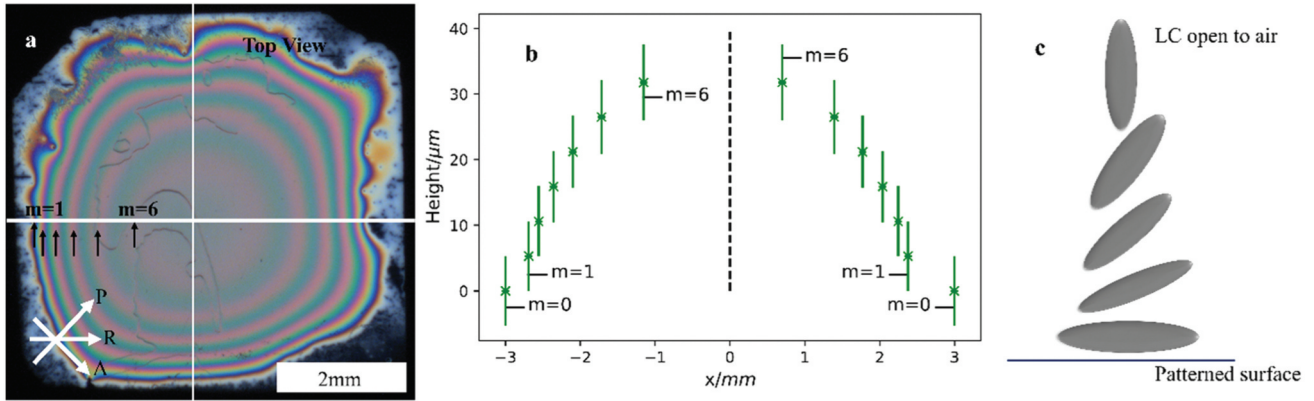 a
Top View
m=1
m=6
P
R
A
2mm
b
Height/μm
40
30
20
10
0
m=6
m=6
m=1
m=1
m=0
m=0
−3
−2
−1
0
1
2
3
x/mm
c
LC open to air
Patterned surface